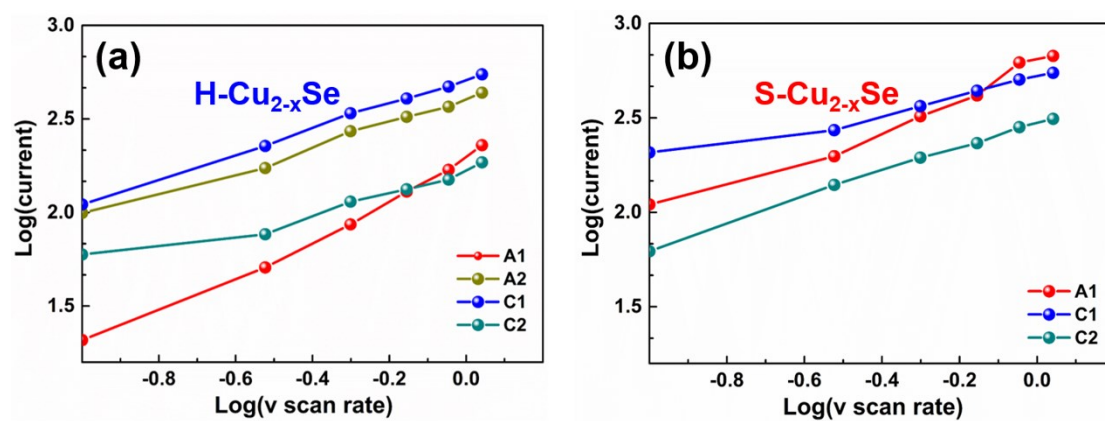 (a)
H-Cu2-xSe
Log(current)
3.0
2.5
2.0
1.5
A1
A2
C1
C2
-0.8 -0.6 -0.4 -0.2 0.0
Log(v scan rate)
(b)
S-Cu2-xSe
Log(current)
3.0
2.5
2.0
1.5
A1
C1
C2
-0.8 -0.6 -0.4 -0.2 0.0
Log(v scan rate)